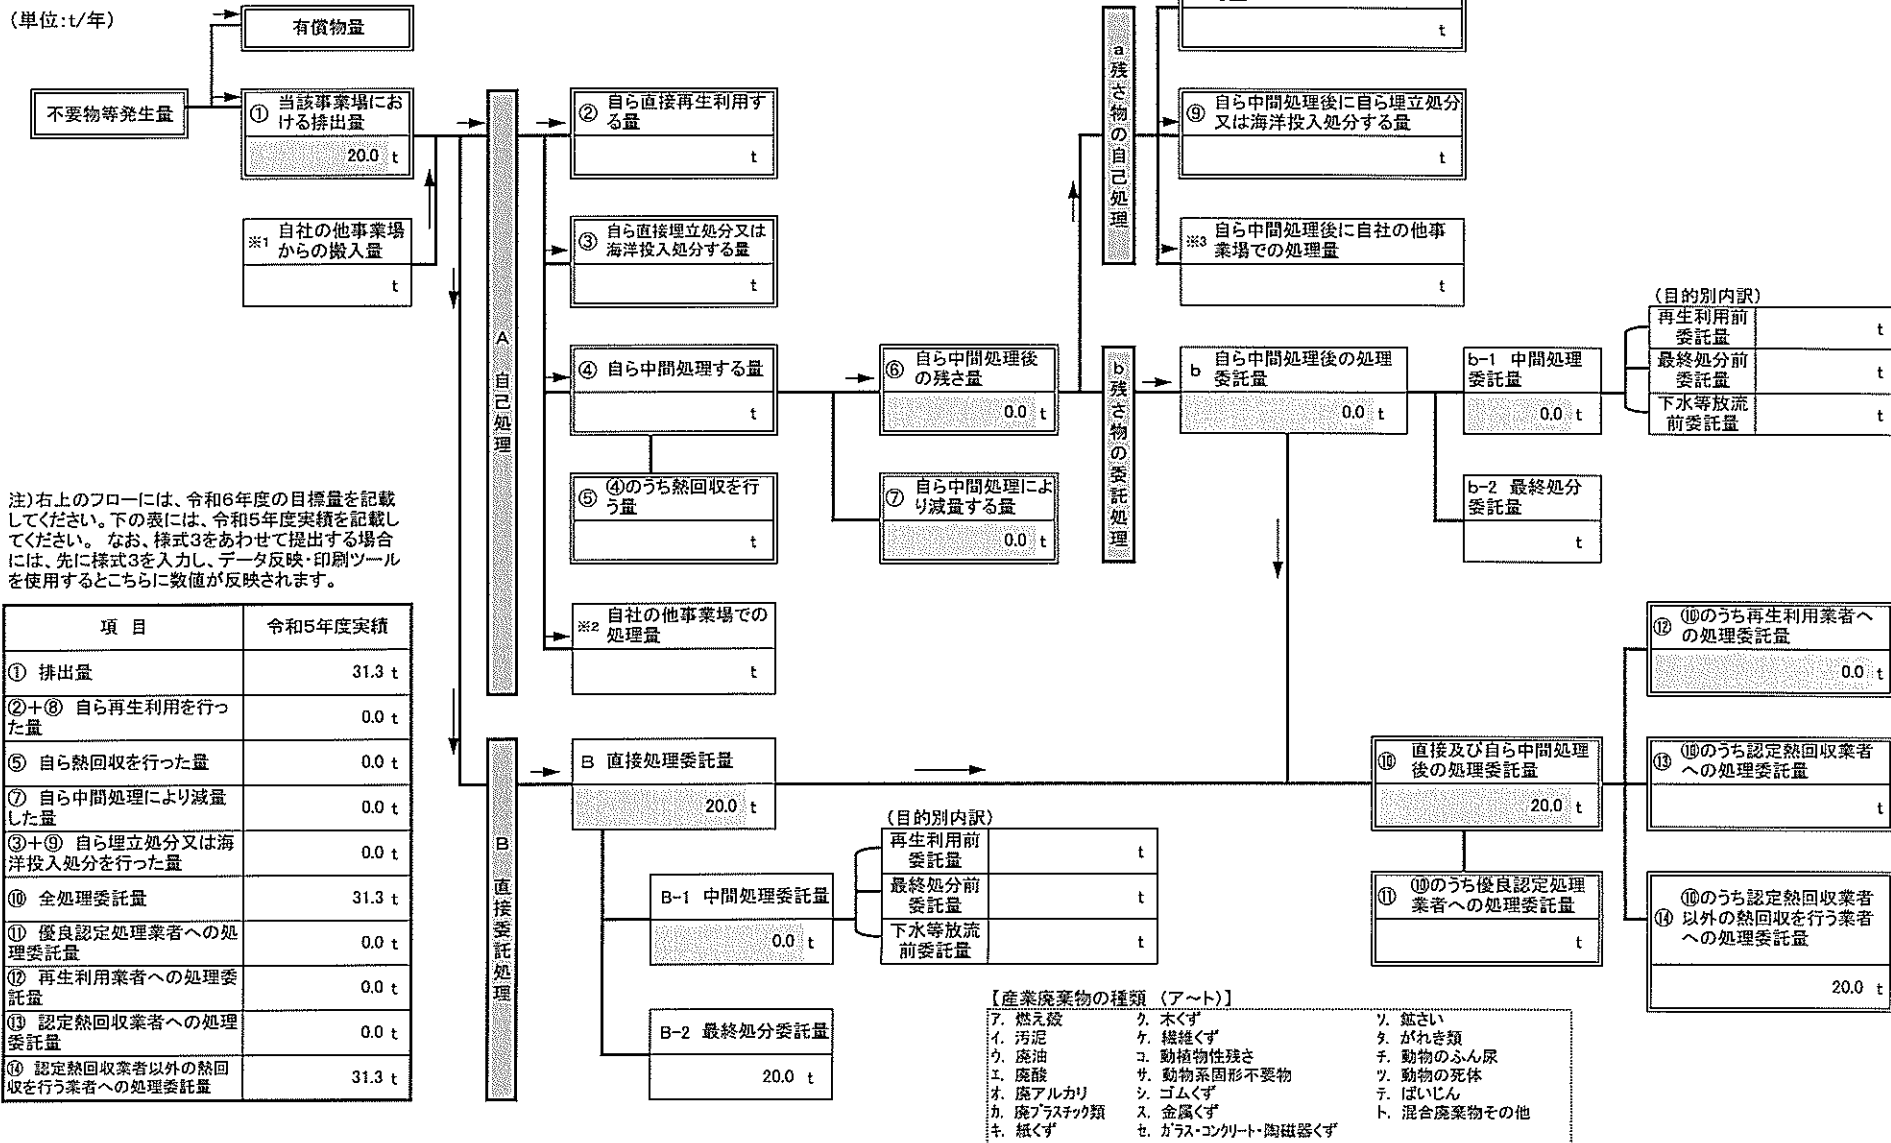 (単位:t/年)
有償物量
不要物等発生量
① 当該事業場にお
ける排出量
20.0 t
※1 自社の他事業場
からの搬入量
t
A 自己処理
② 自ら直接再生利用す
る量
t
③ 自ら直接埋立処分又は
海洋投入処分する量
t
④ 自ら中間処理する量
t
⑤ ④のうち熱回収を行
う量
t
※2 自社の他事業場での
処理量
t
⑥ 自ら中間処理後
の残さ量
0.0 t
⑦ 自ら中間処理によ
り減量する量
0.0 t
a 残さ物の自己処理
t
⑨ 自ら中間処理後に自ら埋立処分
又は海洋投入処分する量
t
※3 自ら中間処理後に自社の他事
業場での処理量
t
b 残さ物の委託処理
b 自ら中間処理後の処理
委託量
0.0 t
b-1 中間処理
委託量
0.0 t
b-2 最終処分
委託量
t
(目的別内訳)
再生利用前
委託量 t
最終処分前
委託量 t
下水等放流
前委託量 t
注)右上のフローには、令和6年度の目標量を記載
してください。下の表には、令和5年度実績を記載し
てください。 なお、様式3をあわせて提出する場合
には、先に様式3を入力し、データ反映・印刷ツール
を使用するとこちらに数値が反映されます。
項 目 令和5年度実績
① 排出量 31.3 t
②+⑧ 自ら再生利用を行っ
た量 0.0 t
⑤ 自ら熱回収を行った量 0.0 t
⑦ 自ら中間処理により減量
した量 0.0 t
③+⑨ 自ら埋立処分又は海
洋投入処分を行った量 0.0 t
⑩ 全処理委託量 31.3 t
⑪ 優良認定処理業者への処
理委託量 0.0 t
⑫ 再生利用業者への処理委
託量 0.0 t
⑬ 認定熱回収業者への処理
委託量 0.0 t
⑭ 認定熱回収業者以外の熱回
収を行う業者への処理委託量 31.3 t
B 直接委託処理
B 直接処理委託量
20.0 t
B-1 中間処理委託量
0.0 t
B-2 最終処分委託量
20.0 t
(目的別内訳)
再生利用前
委託量 t
最終処分前
委託量 t
下水等放流
前委託量 t
⑩ 直接及び自ら中間処理
後の処理委託量
20.0 t
⑪ ⑩のうち優良認定処理
業者への処理委託量
t
⑫ ⑩のうち再生利用業者へ
の処理委託量
0.0 t
⑬ ⑩のうち認定熱回収業者
への処理委託量
t
⑭ ⑩のうち認定熱回収業者
以外の熱回収を行う業者
への処理委託量
20.0 t
【産業廃棄物の種類 (ア～ト)】
ア. 燃え殻 ク. 木くず ソ. 鉱さい
イ. 汚泥 ケ. 繊維くず タ. がれき類
ウ. 廃油 コ. 動植物性残さ チ. 動物のふん尿
エ. 廃酸 サ. 動物系固形不要物 ツ. 動物の死体
オ. 廃アルカリ シ. ゴムくず テ. ばいじん
カ. 廃プラスチック類 ス. 金属くず ト. 混合廃棄物その他
キ. 紙くず セ. ガラス・コンクリート・陶磁器くず